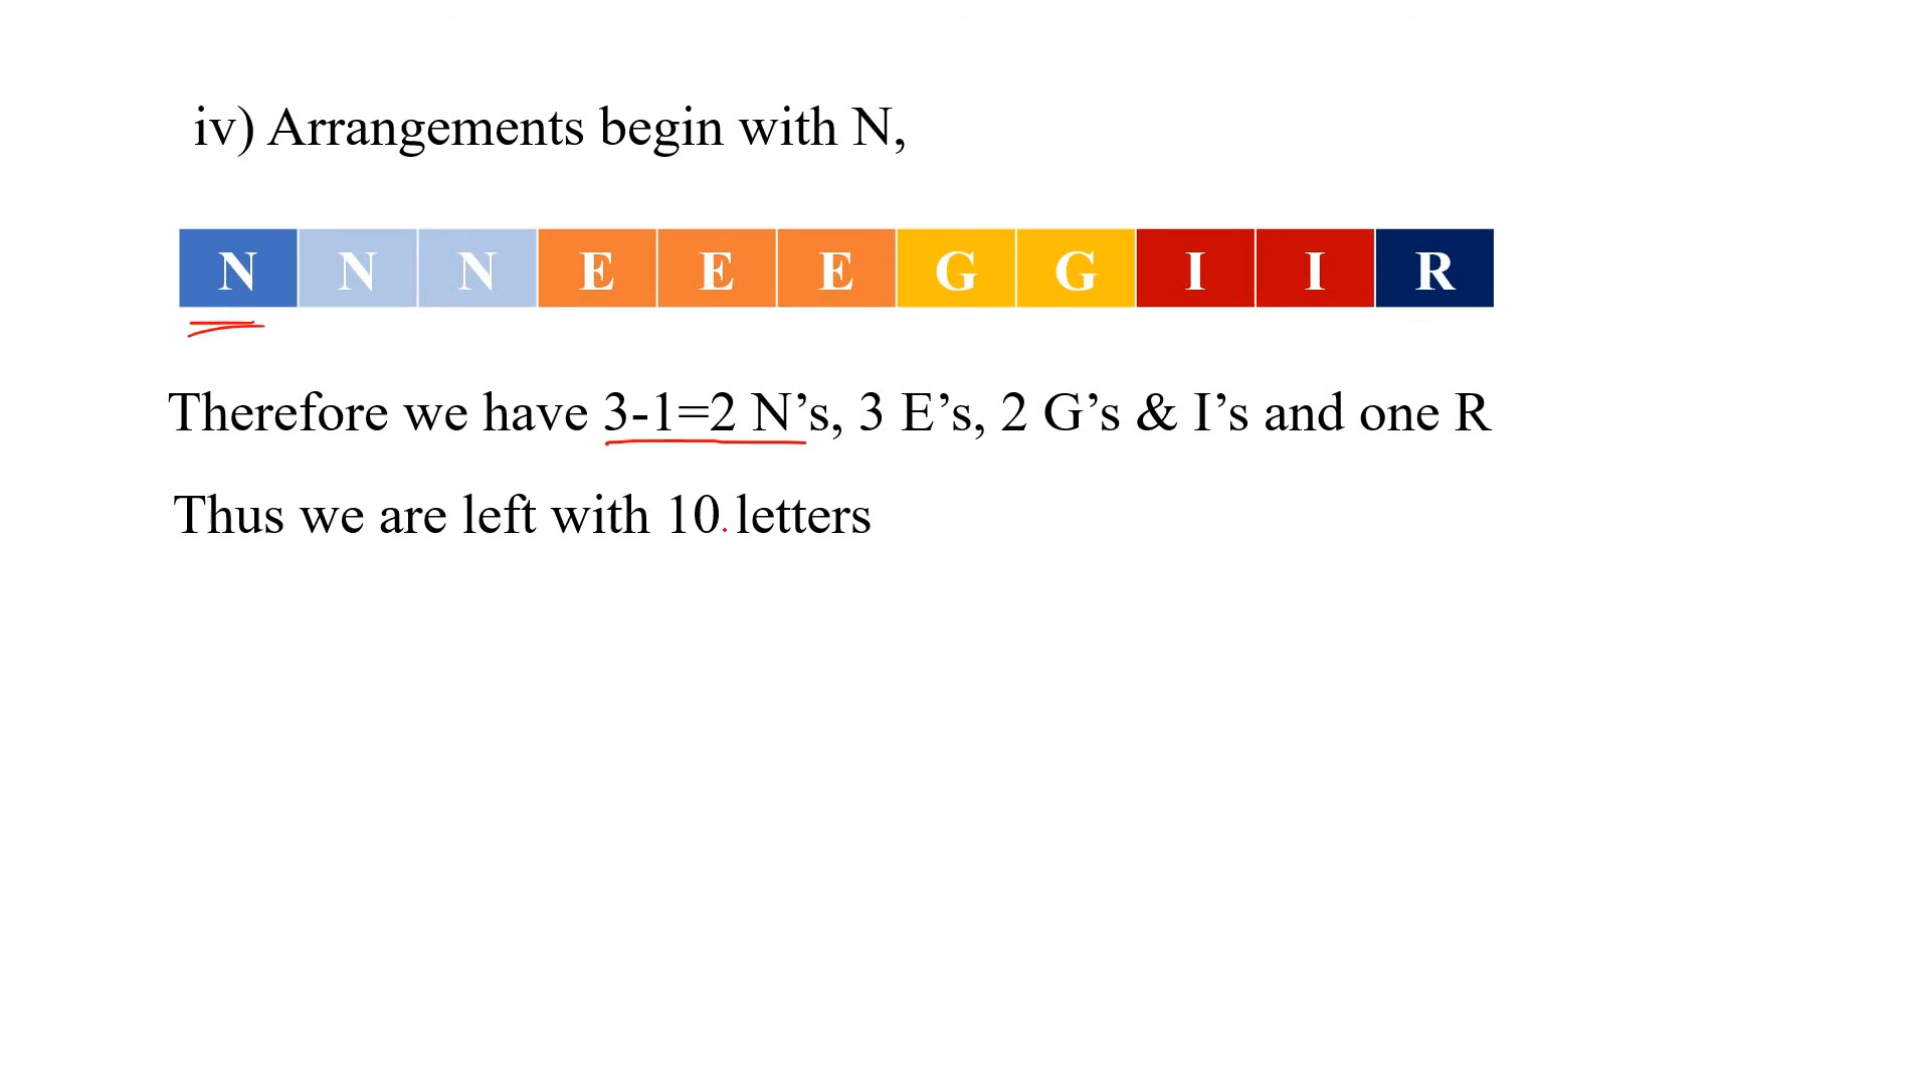 iv) Arrangements begin with N,
N N N E E E G G I I R
Therefore we have 3-1=2 N’s, 3 E’s, 2 G’s & I’s and one R
Thus we are left with 10 letters